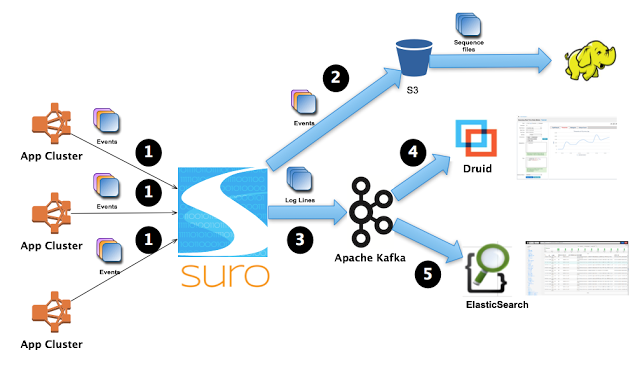 Sequence
files
2
S3
Events
Events
1
App Cluster
4
Druid
Events
1
Log Lines
App Cluster
suro
3
Apache Kafka
Events
1
5
ElasticSearch
App Cluster